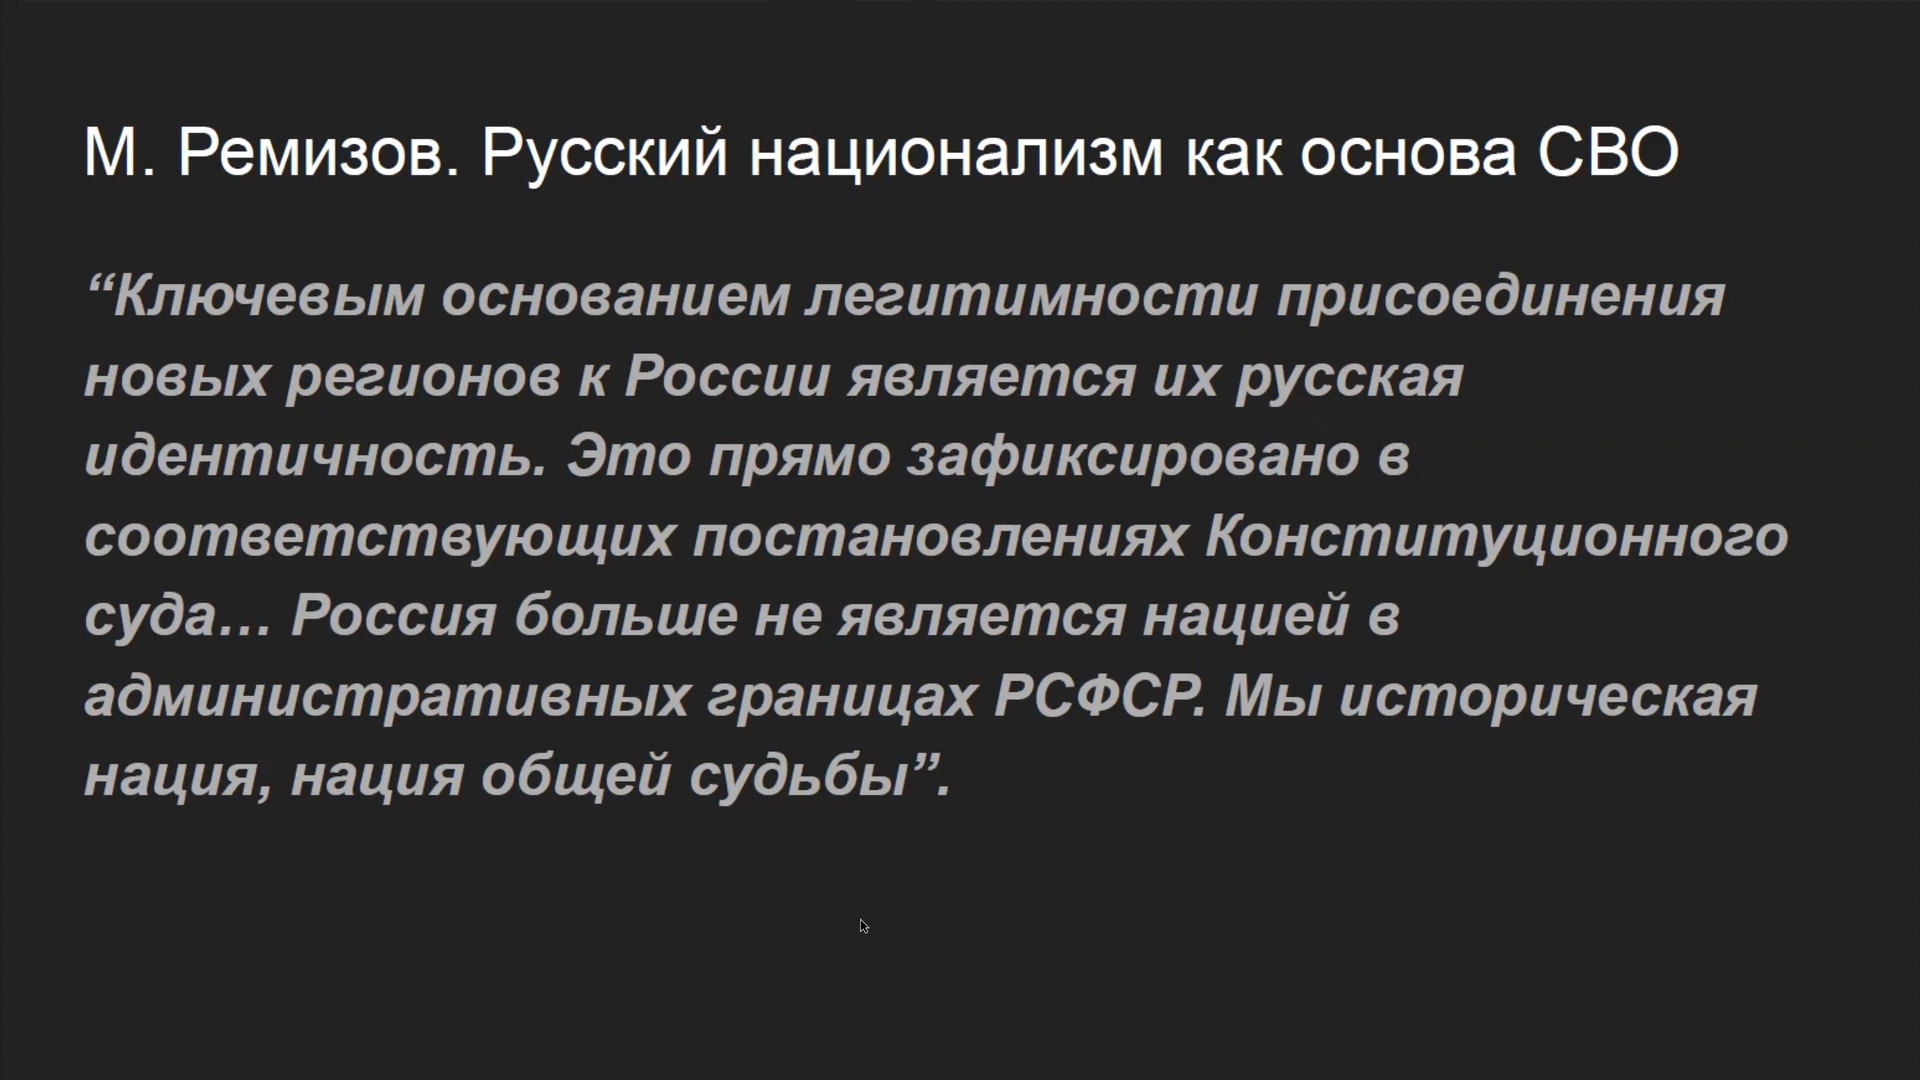 М. Ремизов. Русский национализм как основа СВО
“Ключевым основанием легитимности присоединения
новых регионов к России является их русская
идентичность. Это прямо зафиксировано в
соответствующих постановлениях Конституционного
суда… Россия больше не является нацией в
административных границах РСФСР. Мы историческая
нация, нация общей судьбы”.